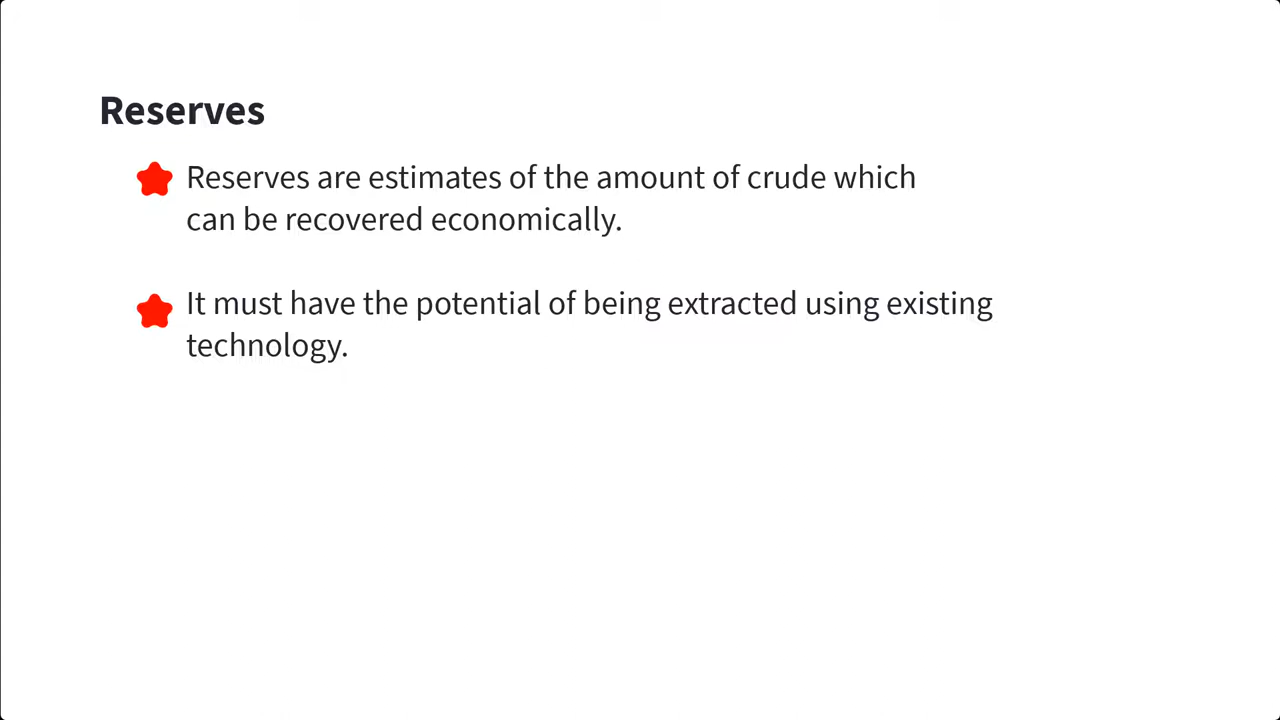 Reserves
Reserves are estimates of the amount of crude which
can be recovered economically.
It must have the potential of being extracted using existing
technology.